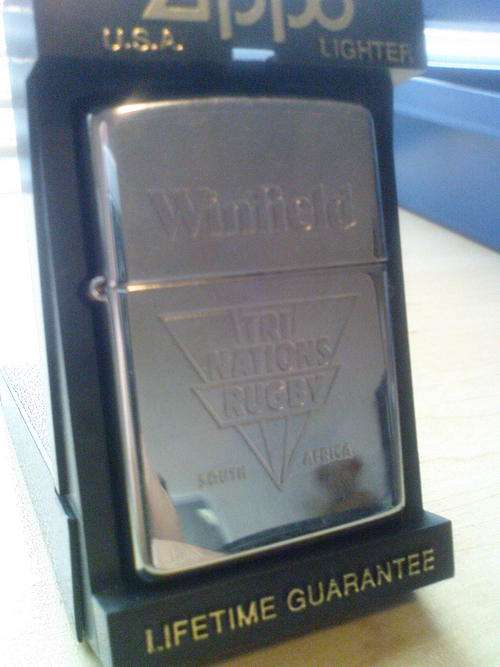 Zippo
U.S.A. LIGHTER
Winfield
TRI
NATIONS
RUGBY
SOUTH AFRICA
LIFETIME GUARANTEE